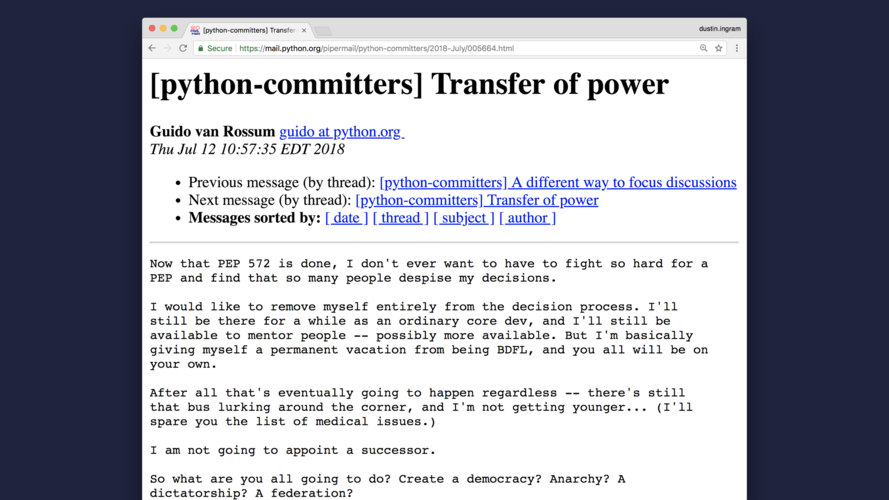 [python-committers] Transfer
dustin.ingram
Secure https://mail.python.org/pipermail/python-committers/2018-July/005664.html
[python-committers] Transfer of power
Guido van Rossum guido at python.org
Thu Jul 12 10:57:35 EDT 2018
• Previous message (by thread): [python-committers] A different way to focus discussions
• Next message (by thread): [python-committers] Transfer of power
• Messages sorted by: [ date ] [ thread ] [ subject ] [ author ]
Now that PEP 572 is done, I don't ever want to have to fight so hard for a
PEP and find that so many people despise my decisions.
I would like to remove myself entirely from the decision process. I'll
still be there for a while as an ordinary core dev, and I'll still be
available to mentor people -- possibly more available. But I'm basically
giving myself a permanent vacation from being BDFL, and you all will be on
your own.
After all that's eventually going to happen regardless -- there's still
that bus lurking around the corner, and I'm not getting younger... (I'll
spare you the list of medical issues.)
I am not going to appoint a successor.
So what are you all going to do? Create a democracy? Anarchy? A
dictatorship? A federation?